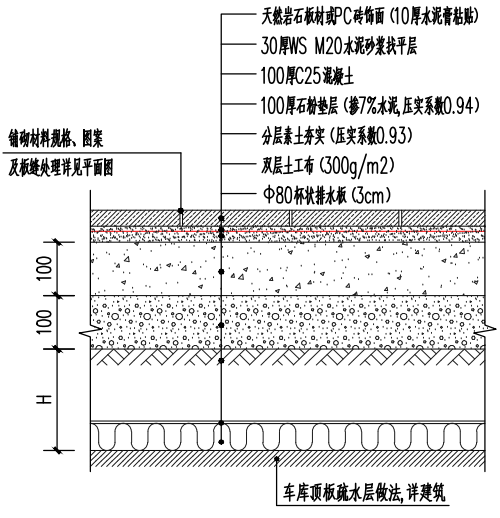 天然岩石板材或PC砖饰面 (10厚水泥膏粘贴)
30厚WS M20水泥砂浆找平层
100厚C25混凝土
100厚石粉垫层 (掺7%水泥,压实系数0.94)
分层素土夯实 (压实系数0.93)
双层土工布 (300g/m2)
Φ80杯状排水板 (3cm)
铺砌材料规格、图案
及板缝处理详见平面图
100
100
H
车库顶板疏水层做法,详建筑